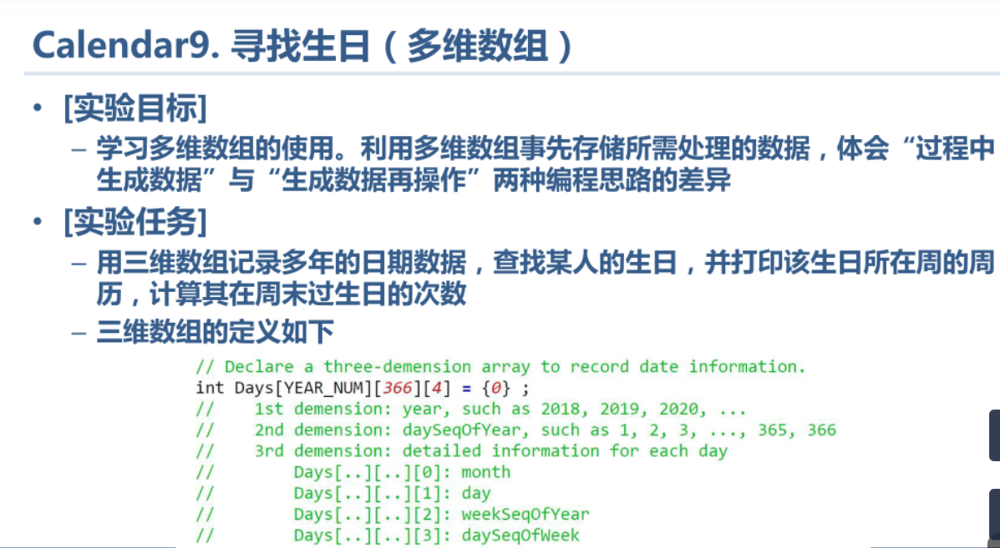 Calendar9. 寻找生日（多维数组）
• [实验目标]
– 学习多维数组的使用。利用多维数组事先存储所需处理的数据，体会“过程中
生成数据”与“生成数据再操作”两种编程思路的差异
• [实验任务]
– 用三维数组记录多年的日期数据，查找某人的生日，并打印该生日所在周的周
历，计算其在周末过生日的次数
– 三维数组的定义如下
// Declare a three-demension array to record date information.
int Days[YEAR_NUM][366][4] = {0} ;
// 1st demension: year, such as 2018, 2019, 2020, ...
// 2nd demension: daySeqOfYear, such as 1, 2, 3, ..., 365, 366
// 3rd demension: detailed information for each day
// Days[..][..][0]: month
// Days[..][..][1]: day
// Days[..][..][2]: weekSeqOfYear
// Days[..][..][3]: daySeqOfWeek